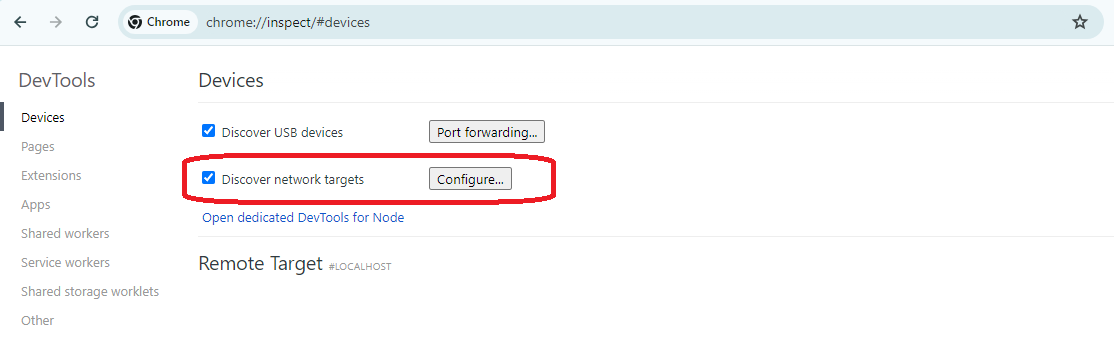 Chrome chrome://inspect/#devices
DevTools
Devices
Pages
Extensions
Apps
Shared workers
Service workers
Shared storage worklets
Other
Devices
Discover USB devices Port forwarding...
Discover network targets Configure...
Open dedicated DevTools for Node
Remote Target #LOCALHOST